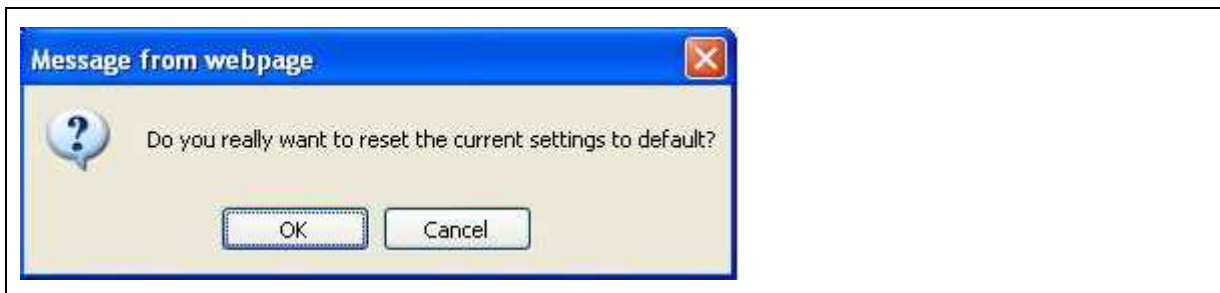 Message from webpage
Do you really want to reset the current settings to default?
OK
Cancel